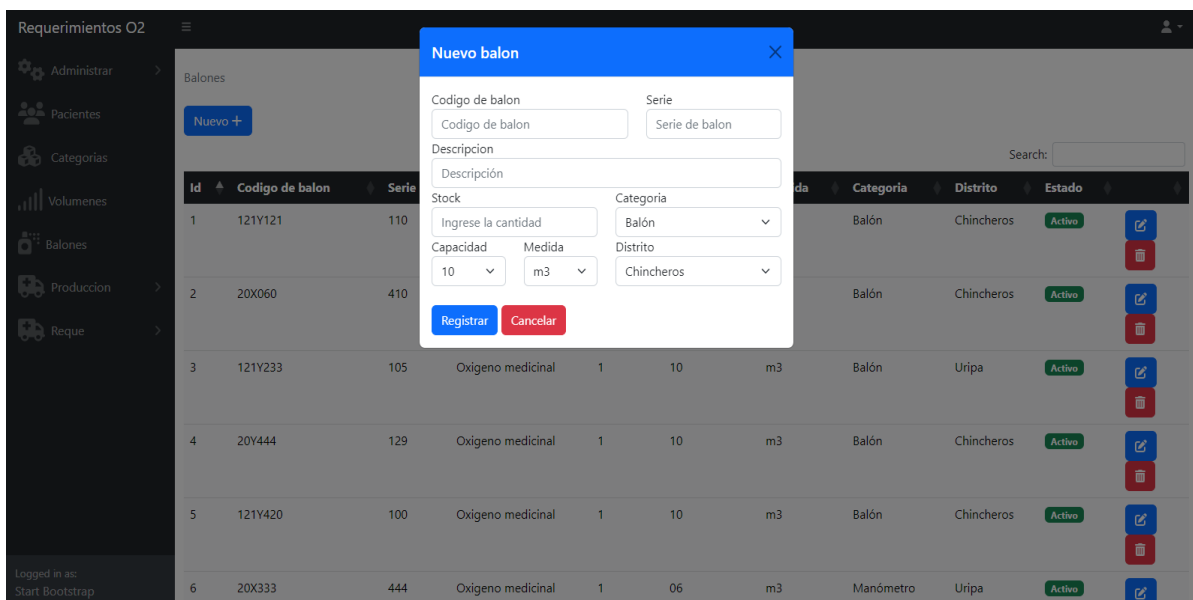 Requerimientos O2
Administrar
Pacientes
Categorias
Volumenes
Balones
Produccion
Reque
Logged in as:
Start Bootstrap
Balones
Nuevo +
Search:
Nuevo balon
Codigo de balon Serie
Codigo de balon Serie de balon
Descripcion
Descripción
Stock Categoria
Ingrese la cantidad Balón
Capacidad Medida Distrito
10 m3 Chincheros
Registrar Cancelar
Id Codigo de balon Serie da Categoria Distrito Estado
1 121Y121 110 Balón Chincheros Activo
2 20X060 410 Balón Chincheros Activo
3 121Y233 105 Oxigeno medicinal 1 10 m3 Balón Uripa Activo
4 20Y444 129 Oxigeno medicinal 1 10 m3 Balón Chincheros Activo
5 121Y420 100 Oxigeno medicinal 1 10 m3 Balón Chincheros Activo
6 20X333 444 Oxigeno medicinal 1 06 m3 Manómetro Uripa Activo